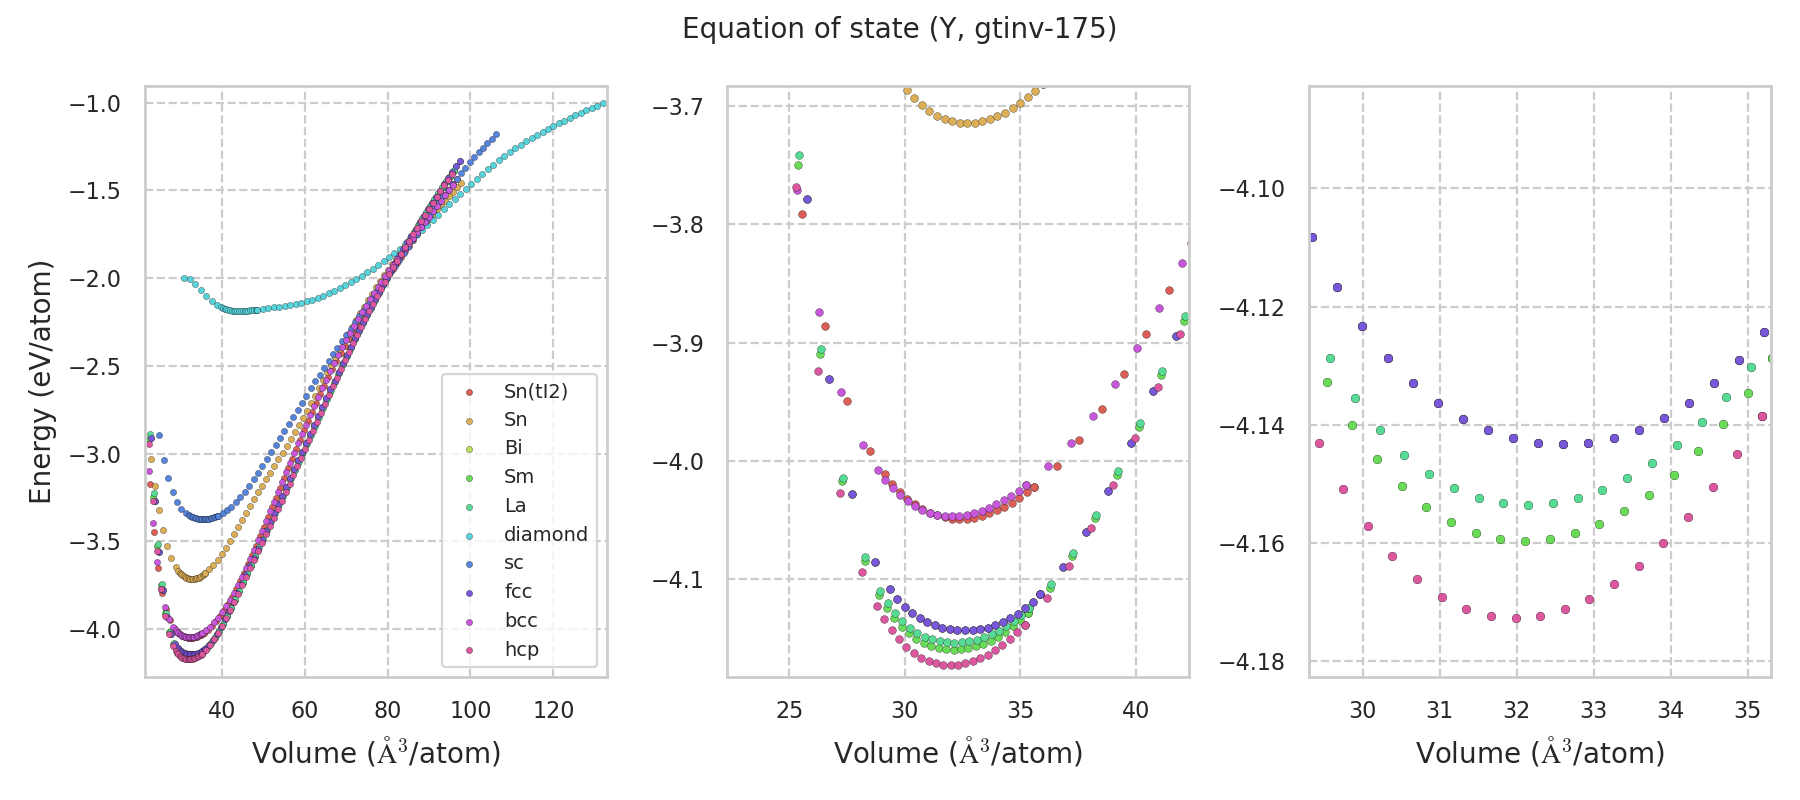 Equation of state (Y, gtinv-175)
Energy (eV/atom)
−1.0
−1.5
−2.0
−2.5
−3.0
−3.5
−4.0
40 60 80 100 120
Volume (Å³/atom)
Sn(tI2)
Sn
Bi
Sm
La
diamond
sc
fcc
bcc
hcp
−3.7
−3.8
−3.9
−4.0
−4.1
25 30 35 40
Volume (Å³/atom)
−4.10
−4.12
−4.14
−4.16
−4.18
30 31 32 33 34 35
Volume (Å³/atom)